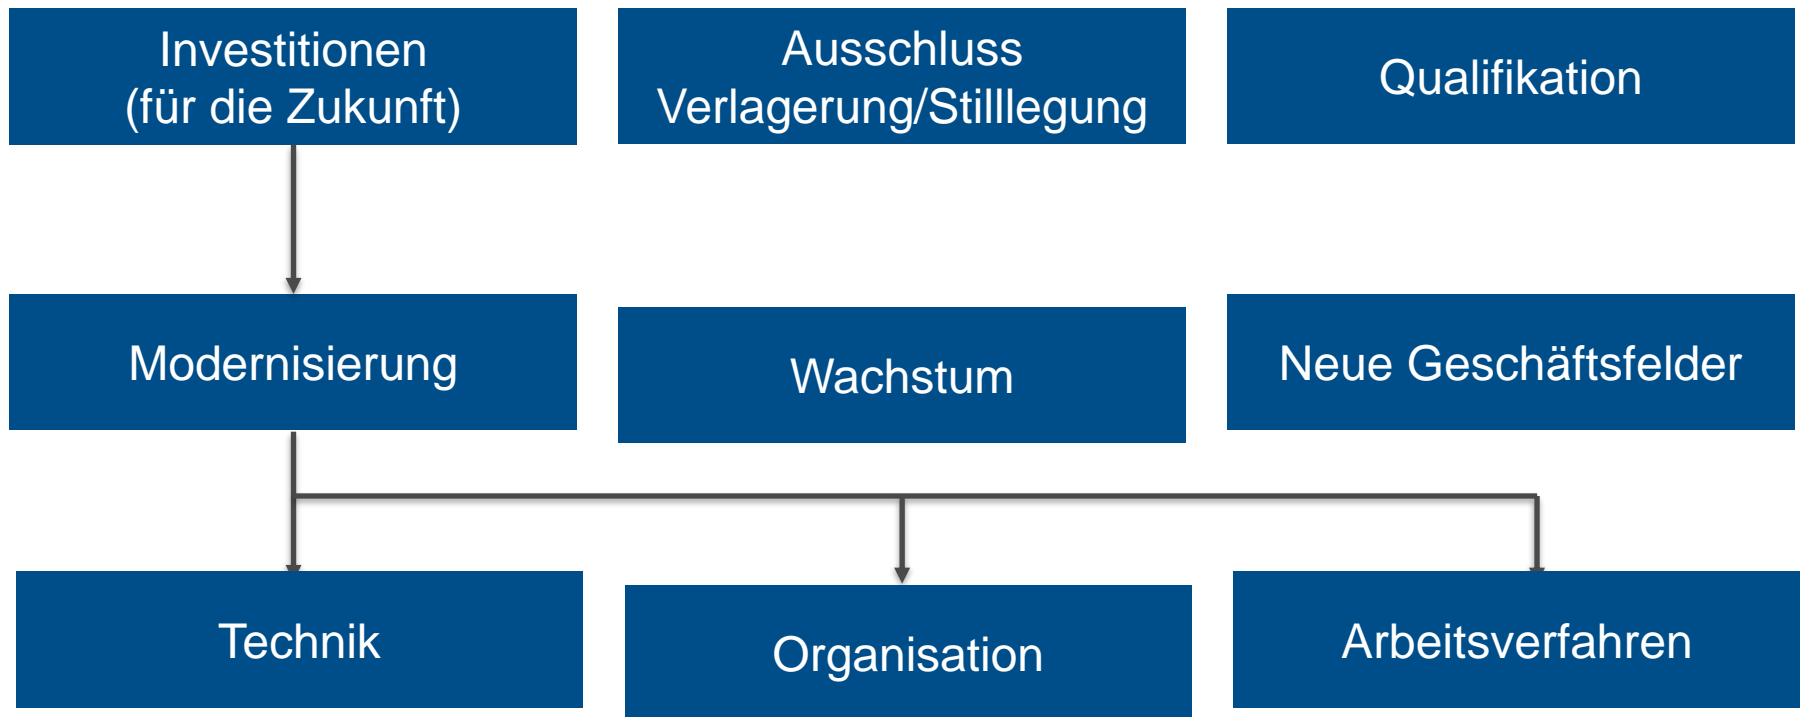 Investitionen
(für die Zukunft)
Ausschluss
Verlagerung/Stilllegung
Qualifikation
Modernisierung
Wachstum
Neue Geschäftsfelder
Technik
Organisation
Arbeitsverfahren